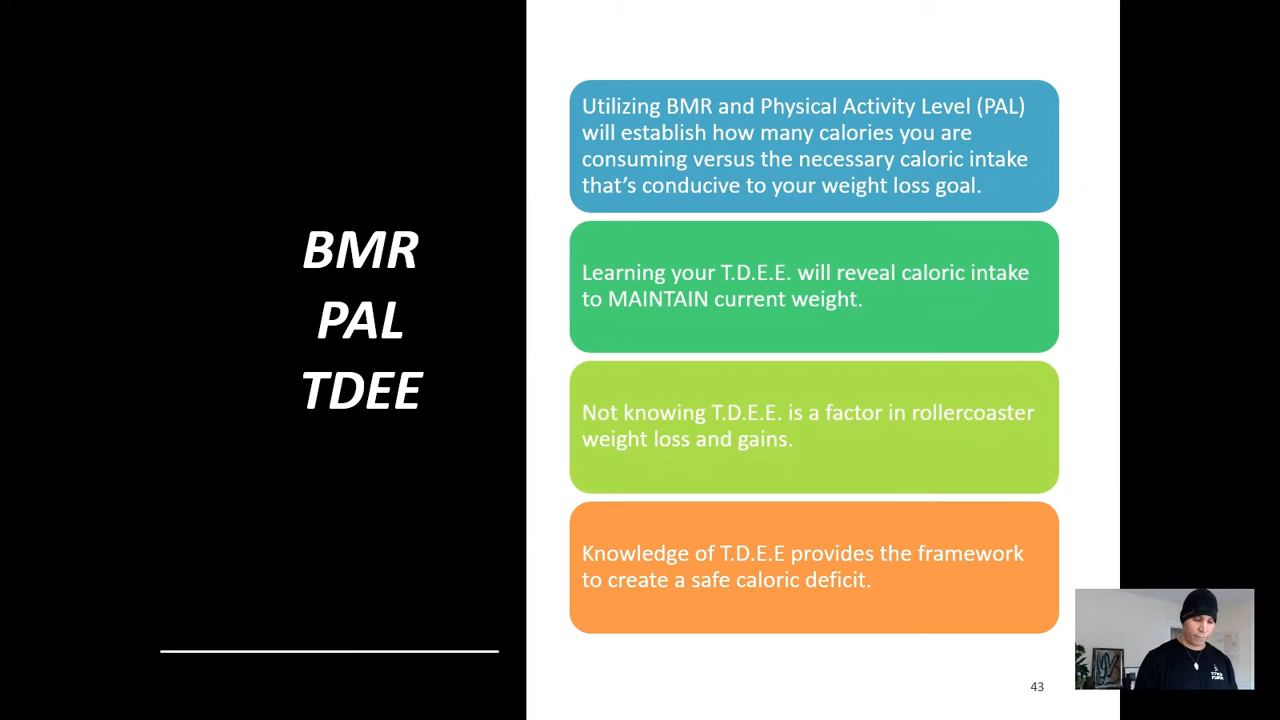 BMR
PAL
TDEE
Utilizing BMR and Physical Activity Level (PAL)
will establish how many calories you are
consuming versus the necessary caloric intake
that's conducive to your weight loss goal.
Learning your T.D.E.E. will reveal caloric intake
to MAINTAIN current weight.
Not knowing T.D.E.E. is a factor in rollercoaster
weight loss and gains.
Knowledge of T.D.E.E provides the framework
to create a safe caloric deficit.
43